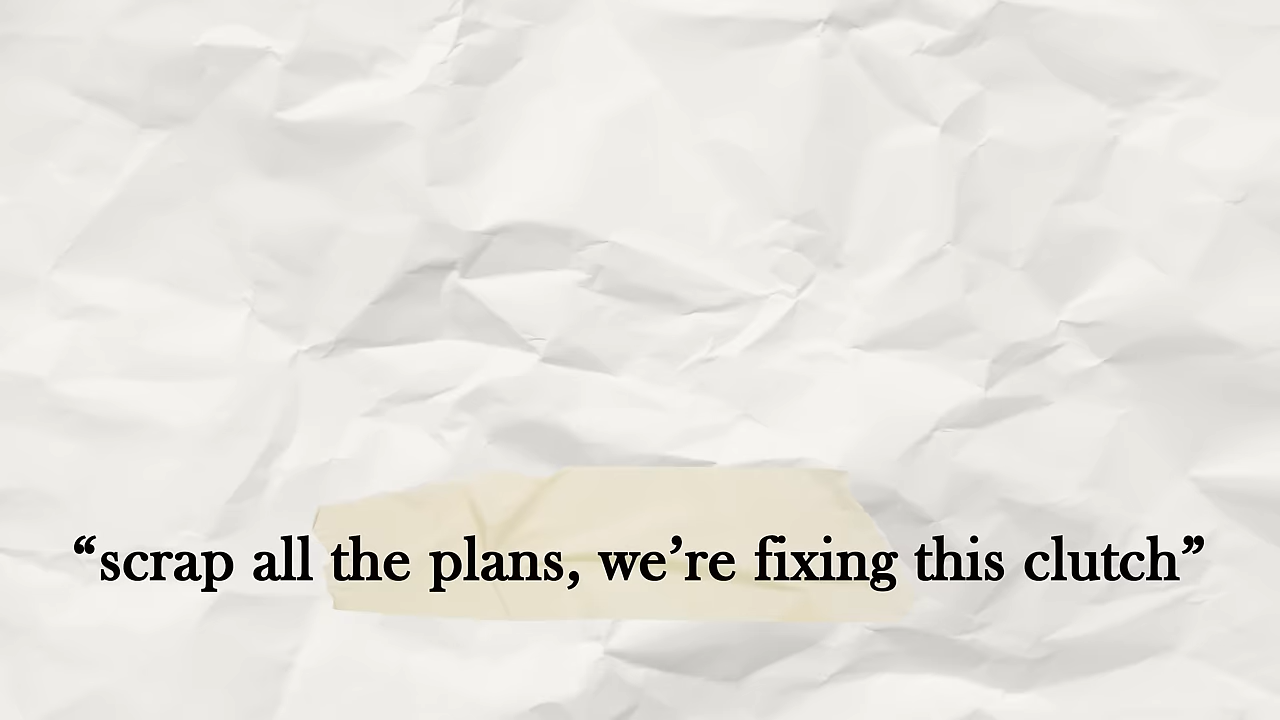 “scrap all the plans, we’re fixing this clutch”